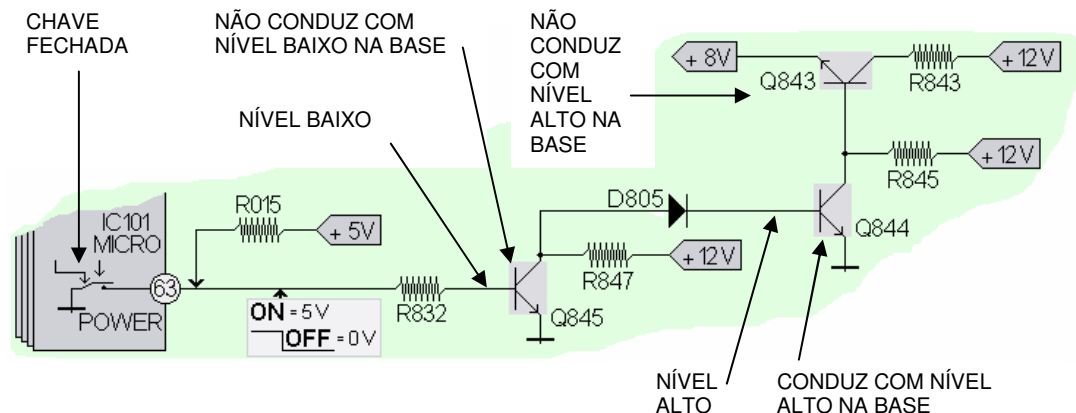 CHAVE
FECHADA
NÃO CONDUZ COM
NÍVEL BAIXO NA BASE
NÃO
CONDUZ
COM
NÍVEL
ALTO NA
BASE
NÍVEL BAIXO
+ 8V
Q843
R843
+ 12V
R845
+ 12V
R015
+ 5V
D805
Q844
IC101
MICRO
63
POWER
R832
R847
+ 12V
Q845
ON = 5V
OFF = 0V
NÍVEL
ALTO
CONDUZ COM NÍVEL
ALTO NA BASE